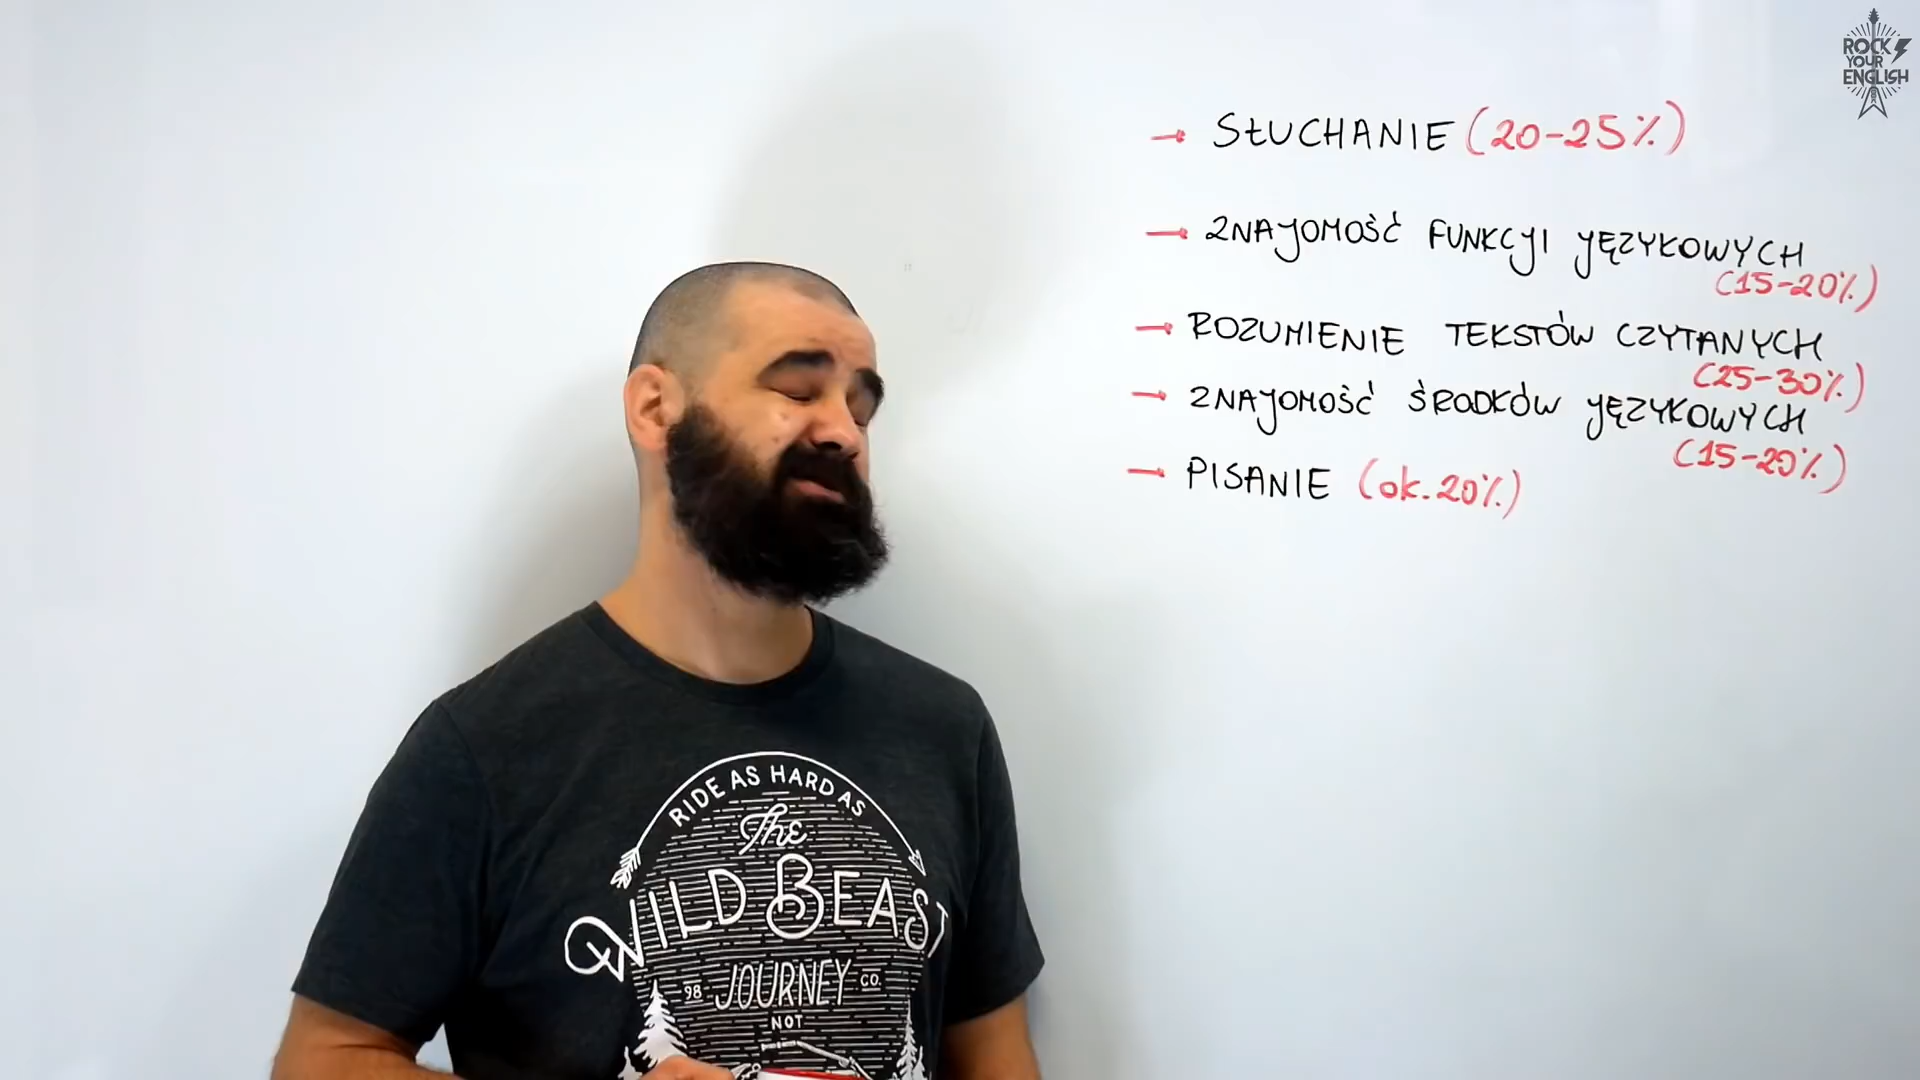 ROCK
YOUR
ENGLISH
→ SŁUCHANIE (20-25%)
→ ZNAJOMOŚĆ FUNKCJI JĘZYKOWYCH
(15-20%)
→ ROZUMIENIE TEKSTÓW CZYTANYCH
(25-30%)
→ ZNAJOMOŚĆ ŚRODKÓW JĘZYKOWYCH
(15-20%)
→ PISANIE (ok. 20%)
RIDE AS HARD AS
The
WILD BEAST
98 JOURNEY CO.
NOT